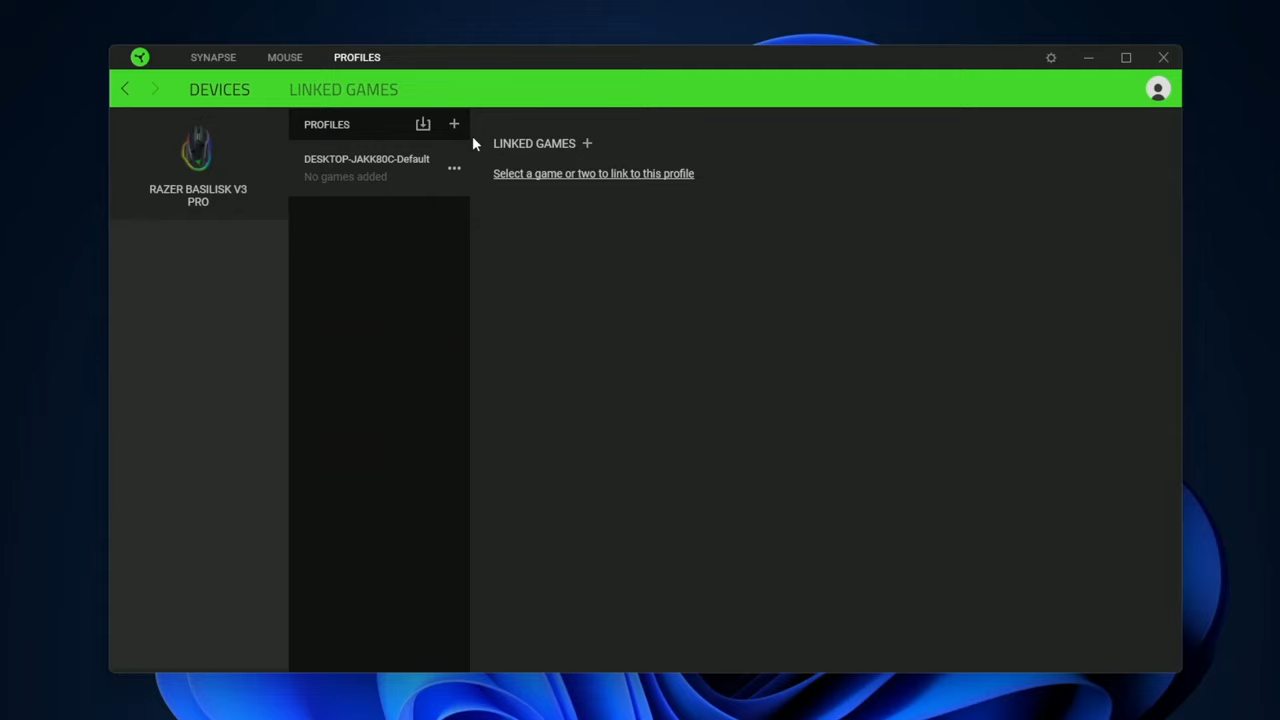 SYNAPSE MOUSE PROFILES
DEVICES LINKED GAMES
RAZER BASILISK V3
PRO
PROFILES
DESKTOP-JAKK80C-Default
No games added
LINKED GAMES
Select a game or two to link to this profile